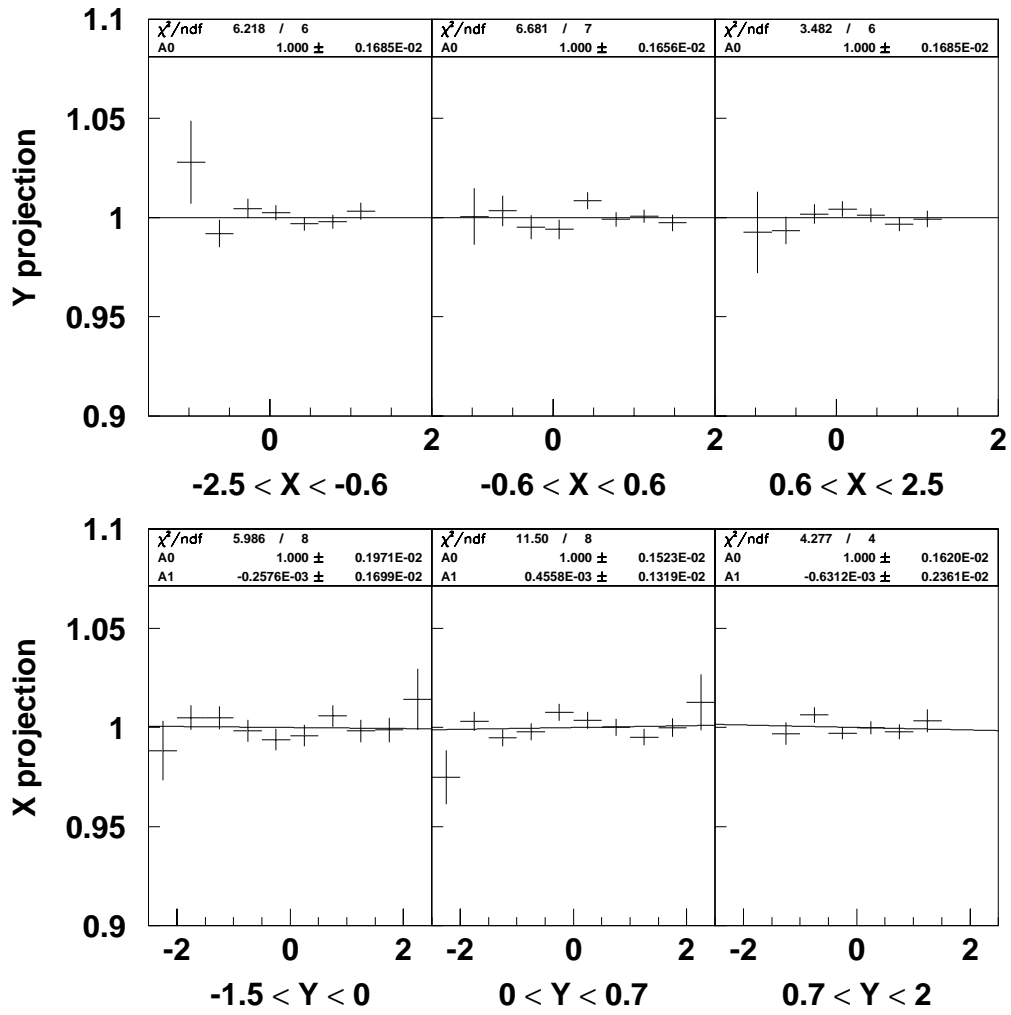 χ²/ndf 6.218 / 6
A0 1.000 ± 0.1685E-02
χ²/ndf 6.681 / 7
A0 1.000 ± 0.1656E-02
χ²/ndf 3.482 / 6
A0 1.000 ± 0.1685E-02
Y projection
1.1
1.05
1
0.95
0.9
0 2 0 2 0 2
-2.5 < X < -0.6
-0.6 < X < 0.6
0.6 < X < 2.5
χ²/ndf 5.986 / 8
A0 1.000 ± 0.1971E-02
A1 -0.2576E-03 ± 0.1699E-02
χ²/ndf 11.50 / 8
A0 1.000 ± 0.1523E-02
A1 0.4558E-03 ± 0.1319E-02
χ²/ndf 4.277 / 4
A0 1.000 ± 0.1620E-02
A1 -0.6312E-03 ± 0.2361E-02
X projection
1.1
1.05
1
0.95
0.9
-2 0 2 -2 0 2 -2 0 2
-1.5 < Y < 0
0 < Y < 0.7
0.7 < Y < 2